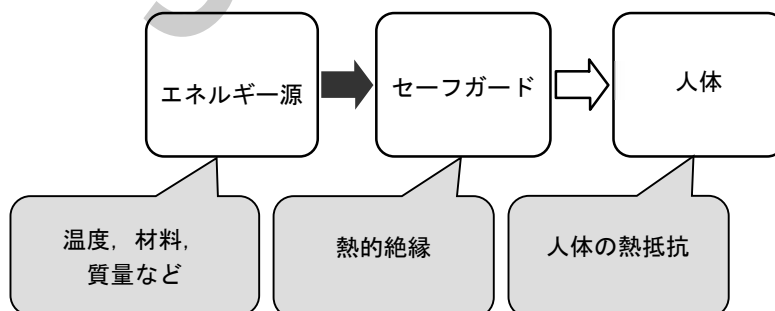 エネルギー源
セーフガード
人体
温度，材料，
質量など
熱的絶縁
人体の熱抵抗